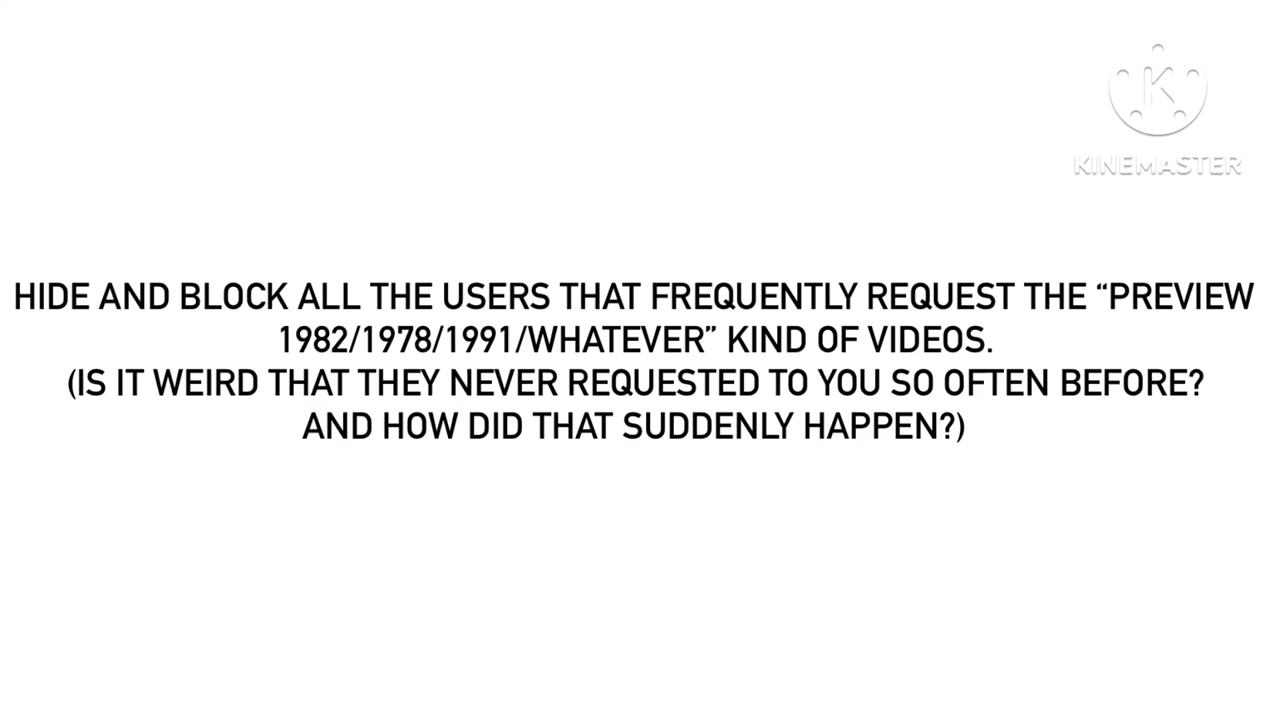 KINEMASTER
HIDE AND BLOCK ALL THE USERS THAT FREQUENTLY REQUEST THE “PREVIEW
1982/1978/1991/WHATEVER” KIND OF VIDEOS.
(IS IT WEIRD THAT THEY NEVER REQUESTED TO YOU SO OFTEN BEFORE?
AND HOW DID THAT SUDDENLY HAPPEN?)